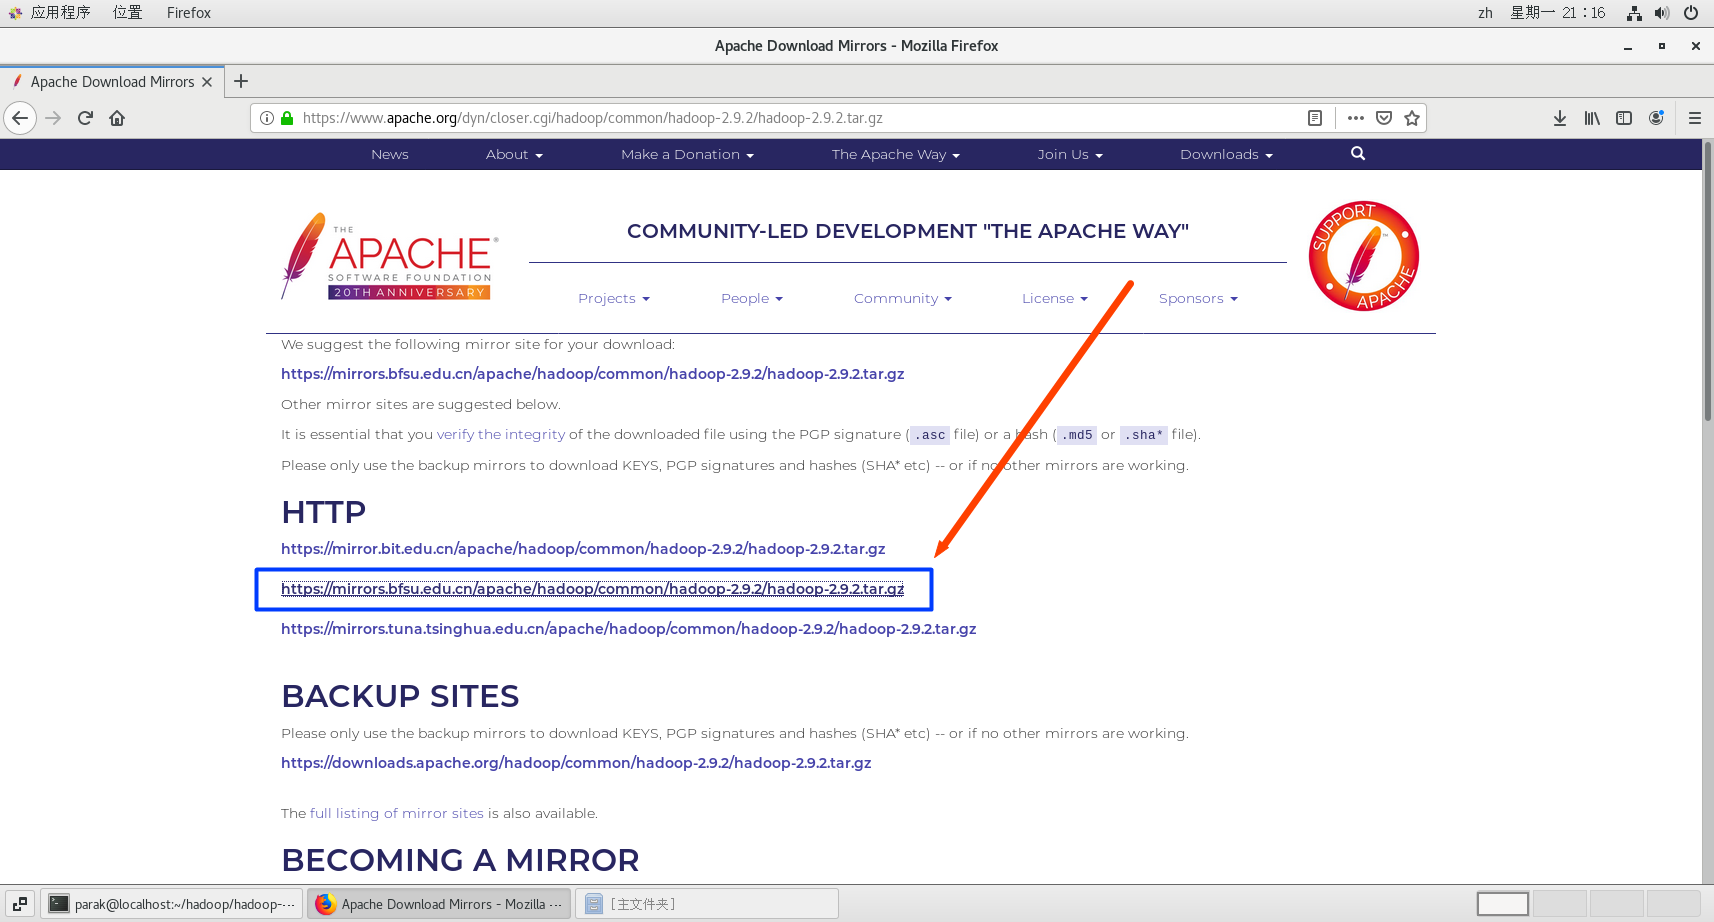 应用程序 位置 Firefox zh 星期一 21：16
Apache Download Mirrors - Mozilla Firefox
Apache Download Mirrors
https://www.apache.org/dyn/closer.cgi/hadoop/common/hadoop-2.9.2/hadoop-2.9.2.tar.gz
News About Make a Donation The Apache Way Join Us Downloads
THE
APACHE®
SOFTWARE FOUNDATION
20TH ANNIVERSARY
COMMUNITY-LED DEVELOPMENT "THE APACHE WAY"
Projects People Community License Sponsors
SUPPORT
APACHE
We suggest the following mirror site for your download:
https://mirrors.bfsu.edu.cn/apache/hadoop/common/hadoop-2.9.2/hadoop-2.9.2.tar.gz
Other mirror sites are suggested below.
It is essential that you verify the integrity of the downloaded file using the PGP signature (.asc file) or a hash (.md5 or .sha* file).
Please only use the backup mirrors to download KEYS, PGP signatures and hashes (SHA* etc) -- or if no other mirrors are working.
HTTP
https://mirror.bit.edu.cn/apache/hadoop/common/hadoop-2.9.2/hadoop-2.9.2.tar.gz
https://mirrors.bfsu.edu.cn/apache/hadoop/common/hadoop-2.9.2/hadoop-2.9.2.tar.gz
https://mirrors.tuna.tsinghua.edu.cn/apache/hadoop/common/hadoop-2.9.2/hadoop-2.9.2.tar.gz
BACKUP SITES
Please only use the backup mirrors to download KEYS, PGP signatures and hashes (SHA* etc) -- or if no other mirrors are working.
https://downloads.apache.org/hadoop/common/hadoop-2.9.2/hadoop-2.9.2.tar.gz
The full listing of mirror sites is also available.
BECOMING A MIRROR
parak@localhost:~/hadoop/hadoop-··· Apache Download Mirrors - Mozilla ··· [主文件夹]